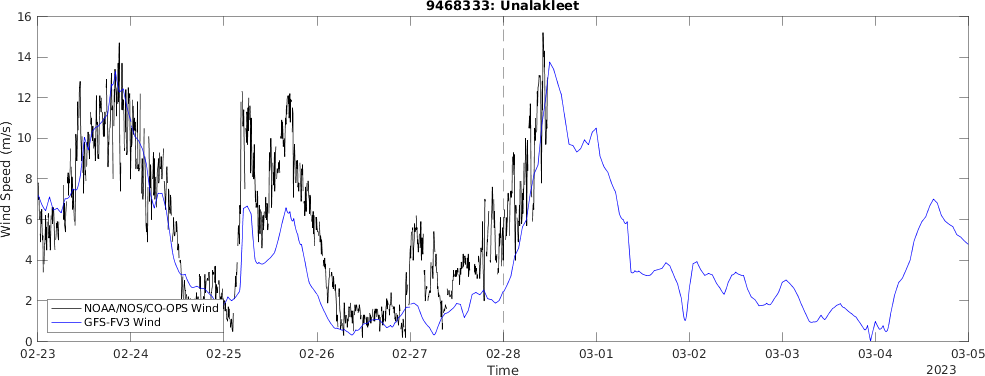 9468333: Unalakleet
16
14
12
10
8
6
4
2
0
Wind Speed (m/s)
NOAA/NOS/CO-OPS Wind
GFS-FV3 Wind
02-23 02-24 02-25 02-26 02-27 02-28 03-01 03-02 03-03 03-04 03-05
Time
2023